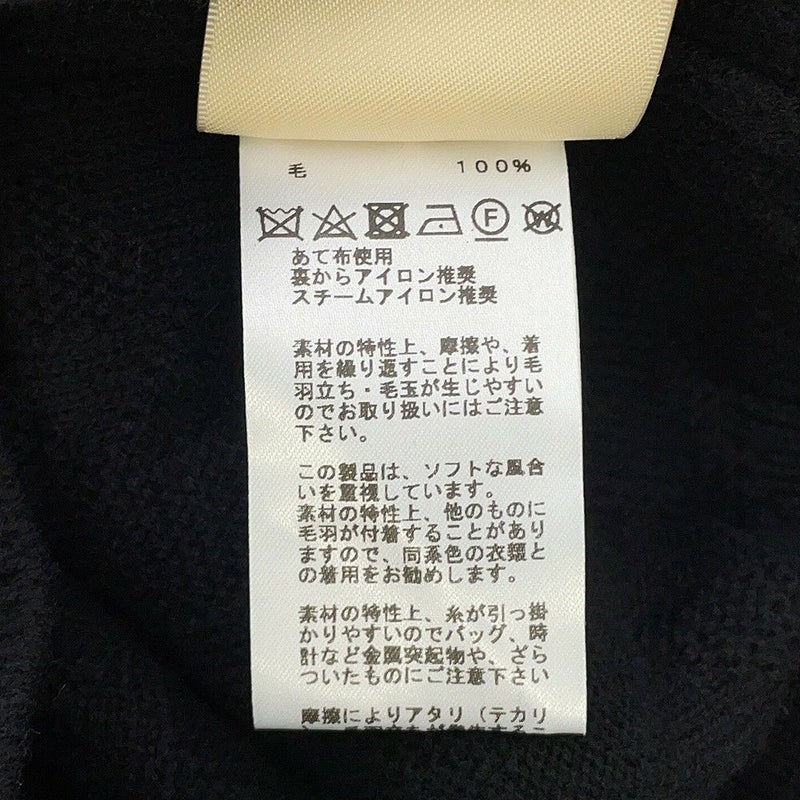 毛 100%
F W
あて布使用
裏からアイロン推奨
スチームアイロン推奨
素材の特性上、摩擦や、着
用を繰り返すことにより毛
羽立ち・毛玉が生じやすい
のでお取り扱いにはご注意
下さい。
この製品は、ソフトな風合
いを重視しています。
素材の特性上、他のものに
毛羽が付着することがあり
ますので、同系色の衣類と
の着用をお勧めします。
素材の特性上、糸が引っ掛
かりやすいのでバッグ、時
計など金属突起物や、ざら
ついたものにご注意下さい
摩擦によりアタリ（テカリ